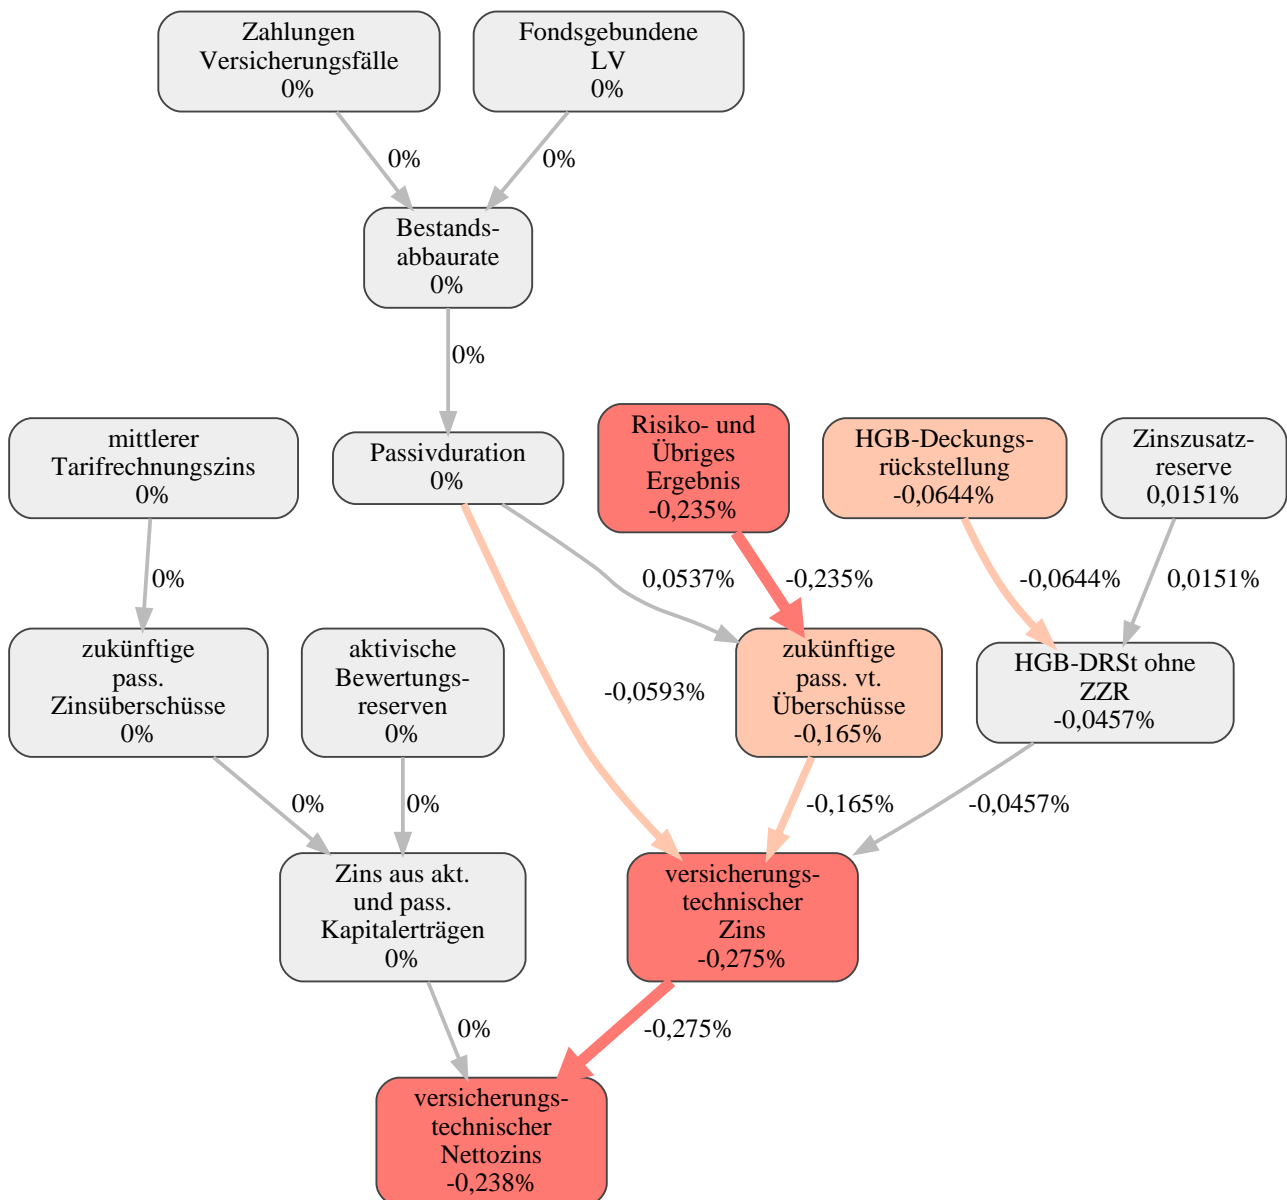 Zahlungen
Versicherungsfälle
0%
Fondsgebundene
LV
0%
0%
0%
Bestands-
abbaurate
0%
0%
mittlerer
Tarifrechnungszins
0%
Passivduration
0%
Risiko- und
Übriges
Ergebnis
-0,235%
HGB-Deckungs-
rückstellung
-0,0644%
Zinszusatz-
reserve
0,0151%
0%
0,0537%
-0,235%
-0,0644%
0,0151%
zukünftige
pass.
Zinsüberschüsse
0%
aktivische
Bewertungs-
reserven
0%
-0,0593%
zukünftige
pass. vt.
Überschüsse
-0,165%
HGB-DRSt ohne
ZZR
-0,0457%
0%
0%
-0,165%
-0,0457%
Zins aus akt.
und pass.
Kapitalerträgen
0%
versicherungs-
technischer
Zins
-0,275%
0%
-0,275%
versicherungs-
technischer
Nettozins
-0,238%